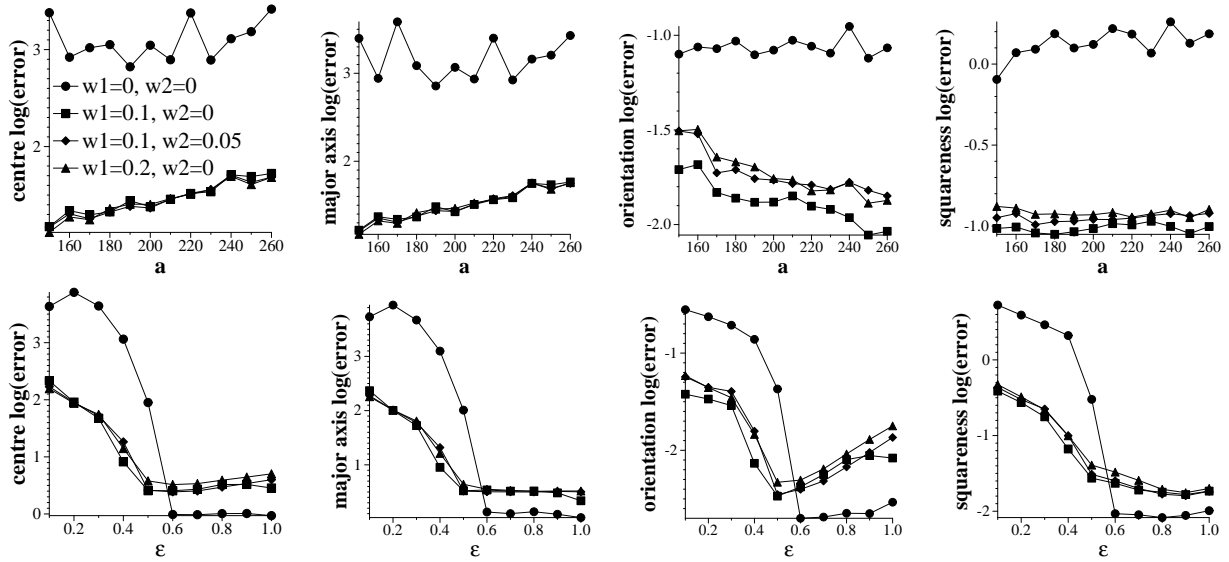 centre log(error)
3
2
160 180 200 220 240 260
a
w1=0, w2=0
w1=0.1, w2=0
w1=0.1, w2=0.05
w1=0.2, w2=0
major axis log(error)
3
2
160 180 200 220 240 260
a
orientation log(error)
-1.0
-1.5
-2.0
160 180 200 220 240 260
a
squareness log(error)
0.0
-0.5
-1.0
160 180 200 220 240 260
a
centre log(error)
3
2
1
0
0.2 0.4 0.6 0.8 1.0
ε
major axis log(error)
3
2
1
0.2 0.4 0.6 0.8 1.0
ε
orientation log(error)
-1
-2
0.2 0.4 0.6 0.8 1.0
ε
squareness log(error)
0
-1
-2
0.2 0.4 0.6 0.8 1.0
ε